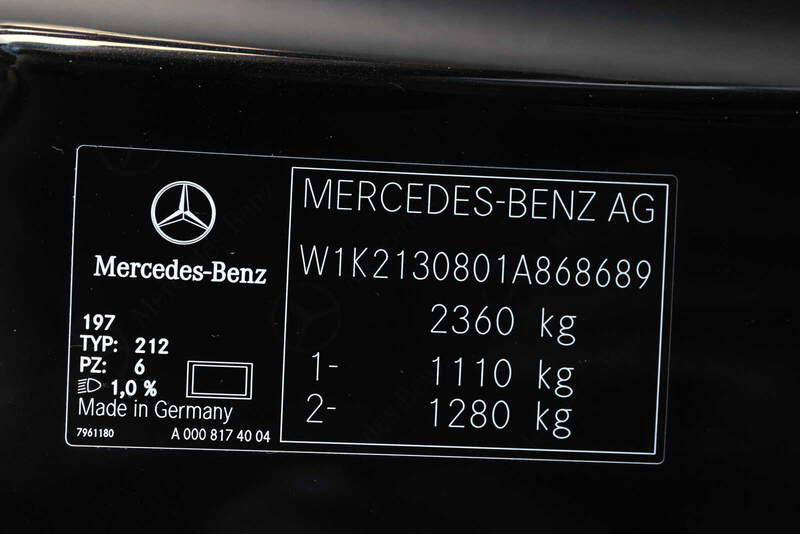 Mercedes-Benz
197
TYP: 212
PZ: 6
1,0 %
Made in Germany
7961180 A 000 817 40 04
MERCEDES-BENZ AG
W1K2130801A868689
2360 kg
1- 1110 kg
2- 1280 kg